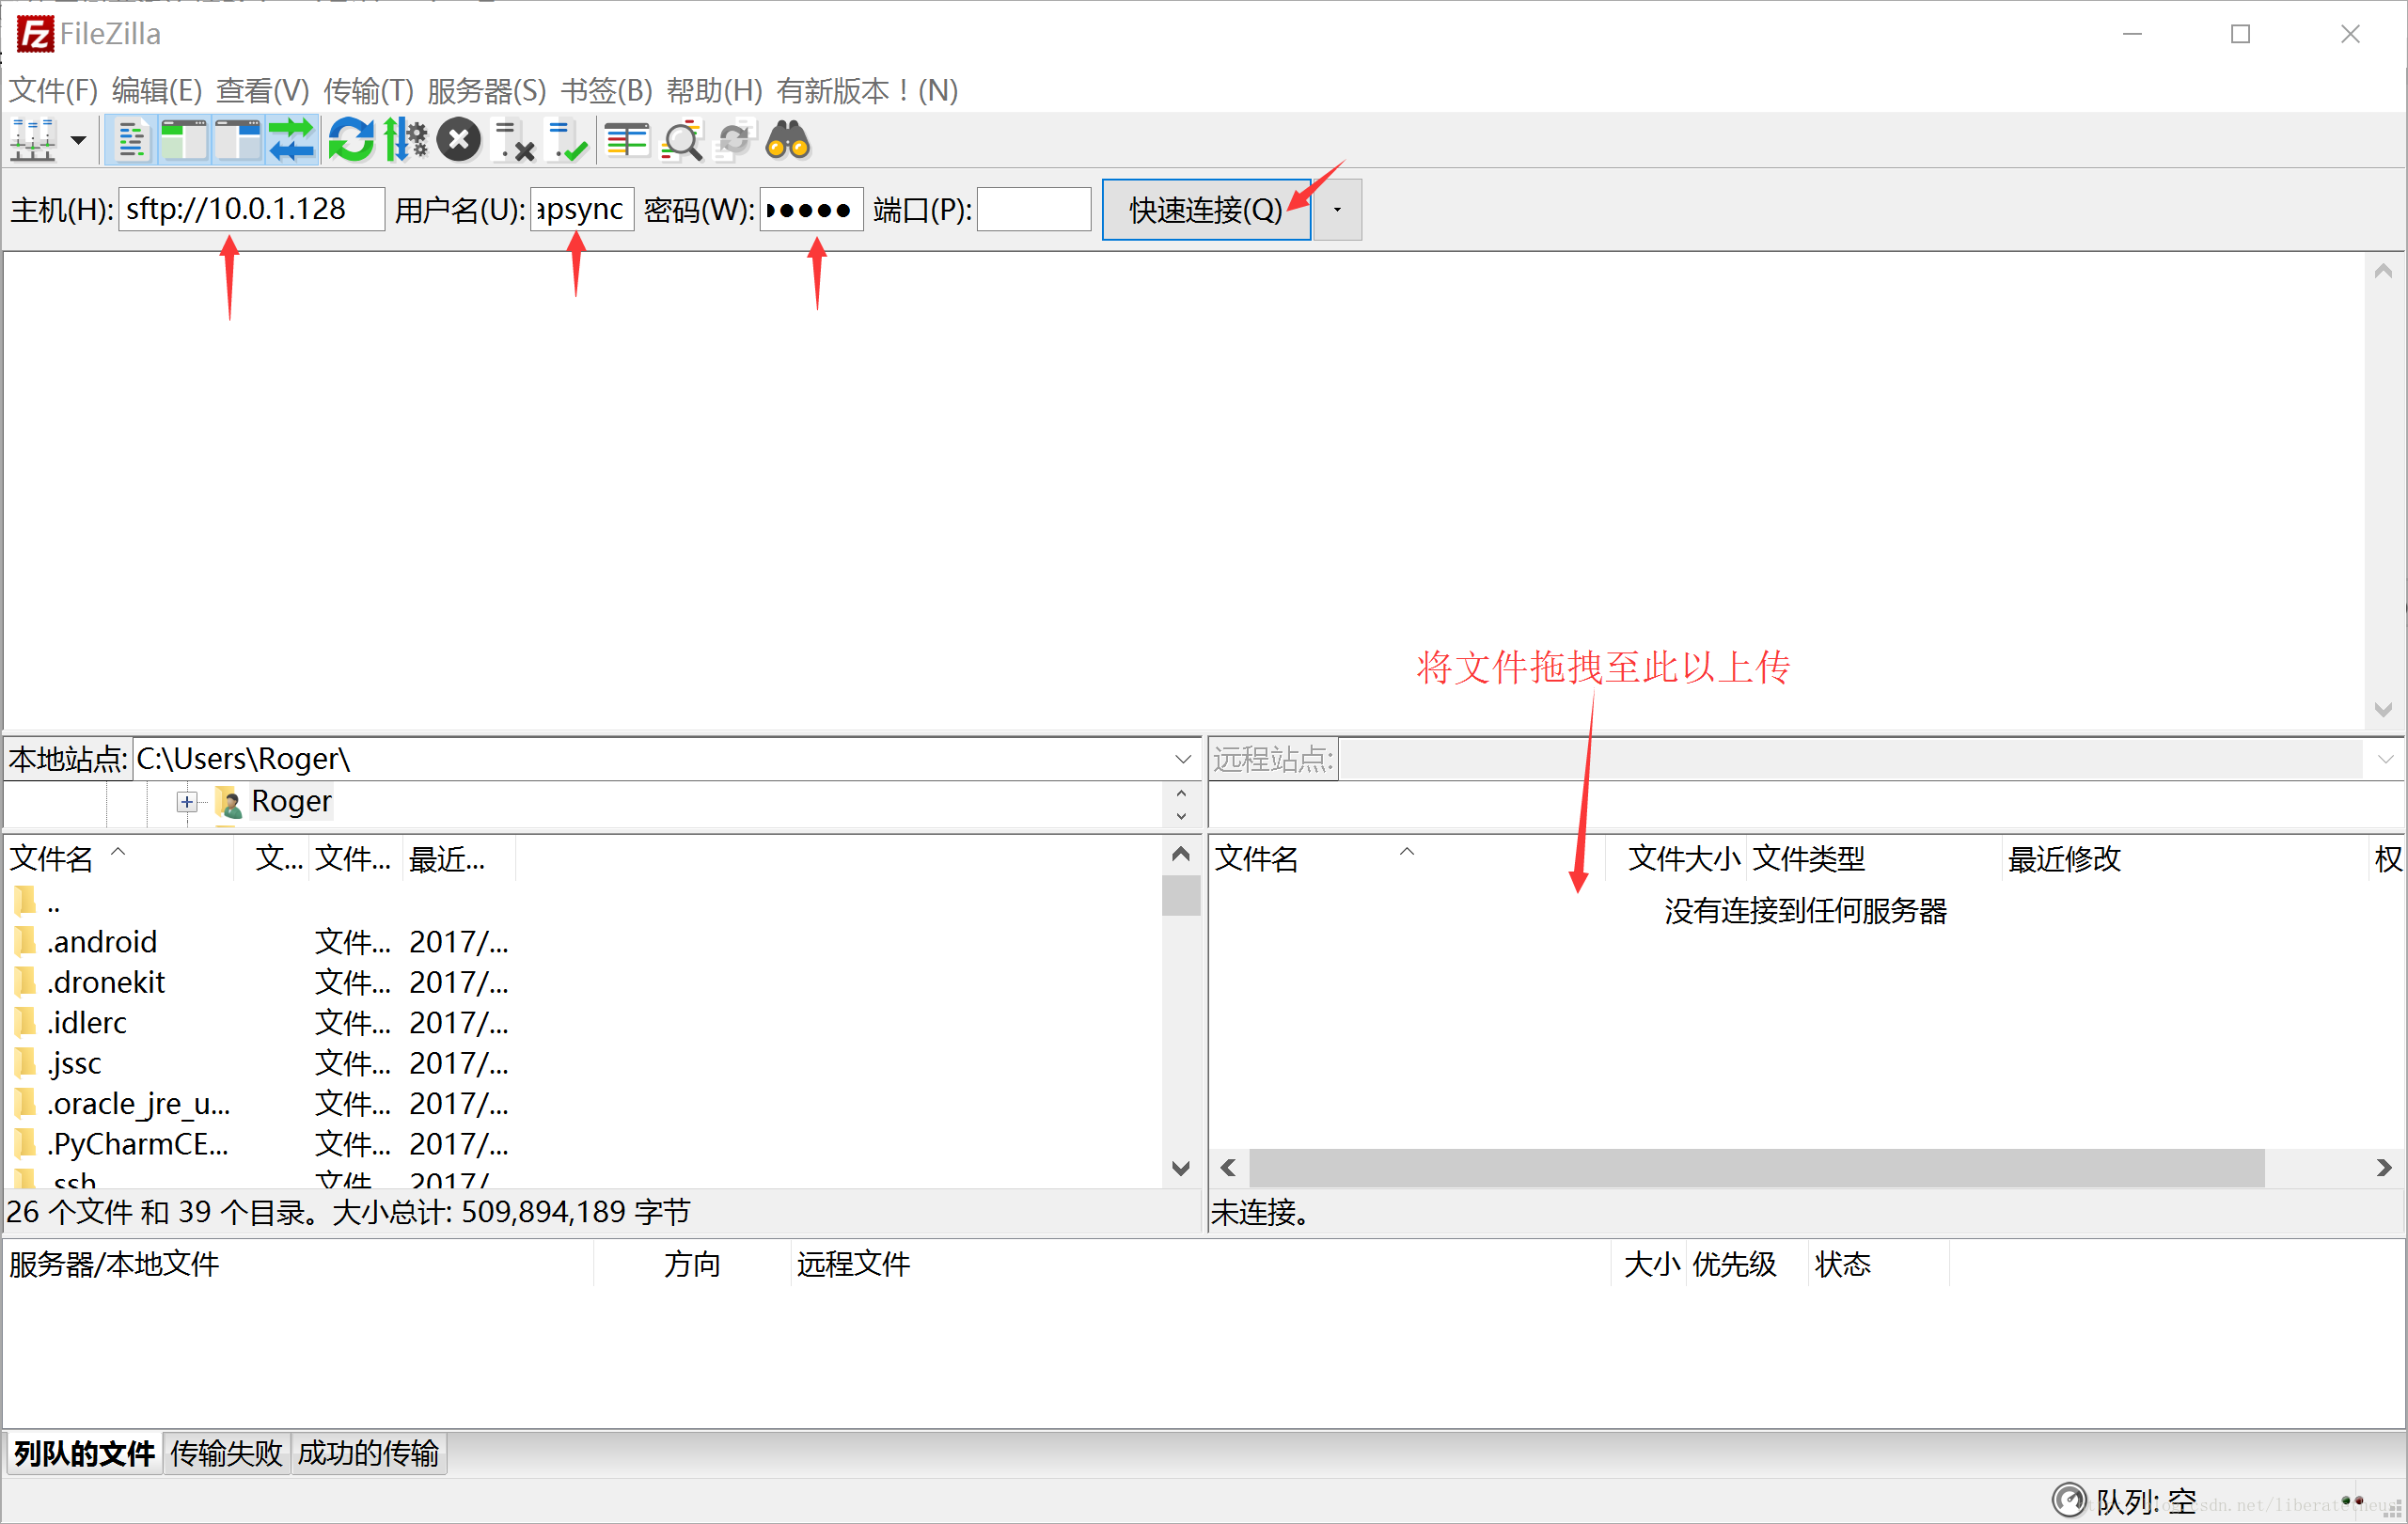 FileZilla
文件(F) 编辑(E) 查看(V) 传输(T) 服务器(S) 书签(B) 帮助(H) 有新版本！(N)
主机(H): sftp://10.0.1.128 用户名(U): apsync 密码(W): ●●●●● 端口(P): 快速连接(Q)
将文件拖拽至此以上传
本地站点: C:\Users\Roger\
远程站点:
Roger
文件名 文... 文件... 最近...
文件名 文件大小 文件类型 最近修改 权
..
没有连接到任何服务器
.android 文件... 2017/...
.dronekit 文件... 2017/...
.idlerc 文件... 2017/...
.jssc 文件... 2017/...
.oracle_jre_u... 文件... 2017/...
.PyCharmCE... 文件... 2017/...
.ssh 文件... 2017/...
26 个文件 和 39 个目录。大小总计: 509,894,189 字节
未连接。
服务器/本地文件 方向 远程文件 大小 优先级 状态
列队的文件 传输失败 成功的传输
队列: 空